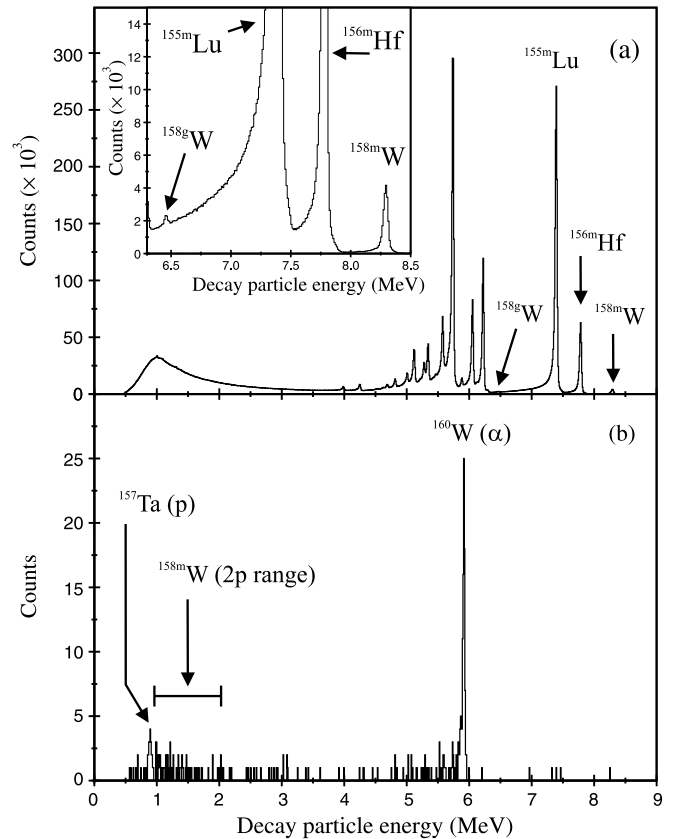 300
250
200
150
100
50
0
Counts (× 10³)
14
12
10
8
6
4
2
0
Counts (× 10³)
6.5 7.0 7.5 8.0 8.5
Decay particle energy (MeV)
¹⁵⁵ᵐLu
¹⁵⁶ᵐHf
¹⁵⁸ᵍW
¹⁵⁸ᵐW
(a)
¹⁵⁵ᵐLu
¹⁵⁶ᵐHf
¹⁵⁸ᵍW
¹⁵⁸ᵐW
25
20
15
10
5
0
Counts
¹⁶⁰W (α)
(b)
¹⁵⁷Ta (p)
¹⁵⁸ᵐW (2p range)
0 1 2 3 4 5 6 7 8 9
Decay particle energy (MeV)